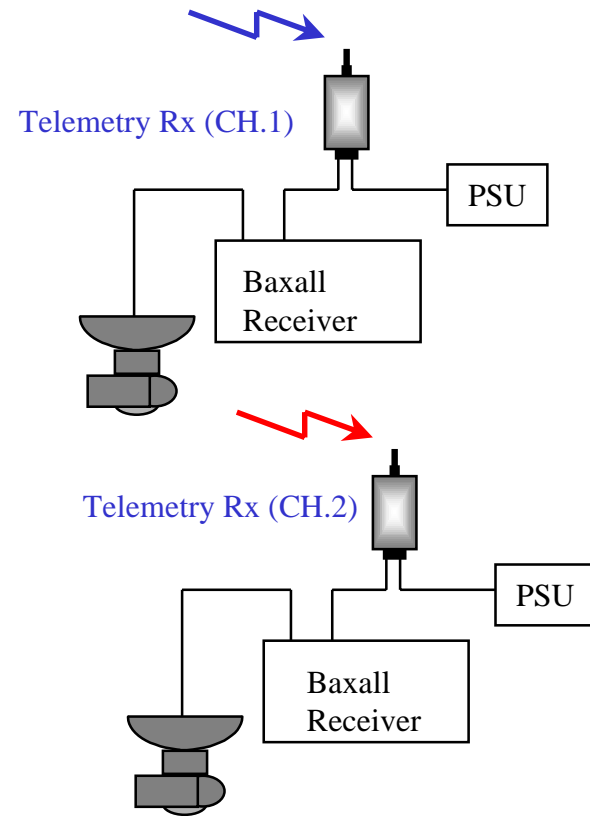 Telemetry Rx (CH.1)
PSU
Baxall
Receiver
Telemetry Rx (CH.2)
PSU
Baxall
Receiver